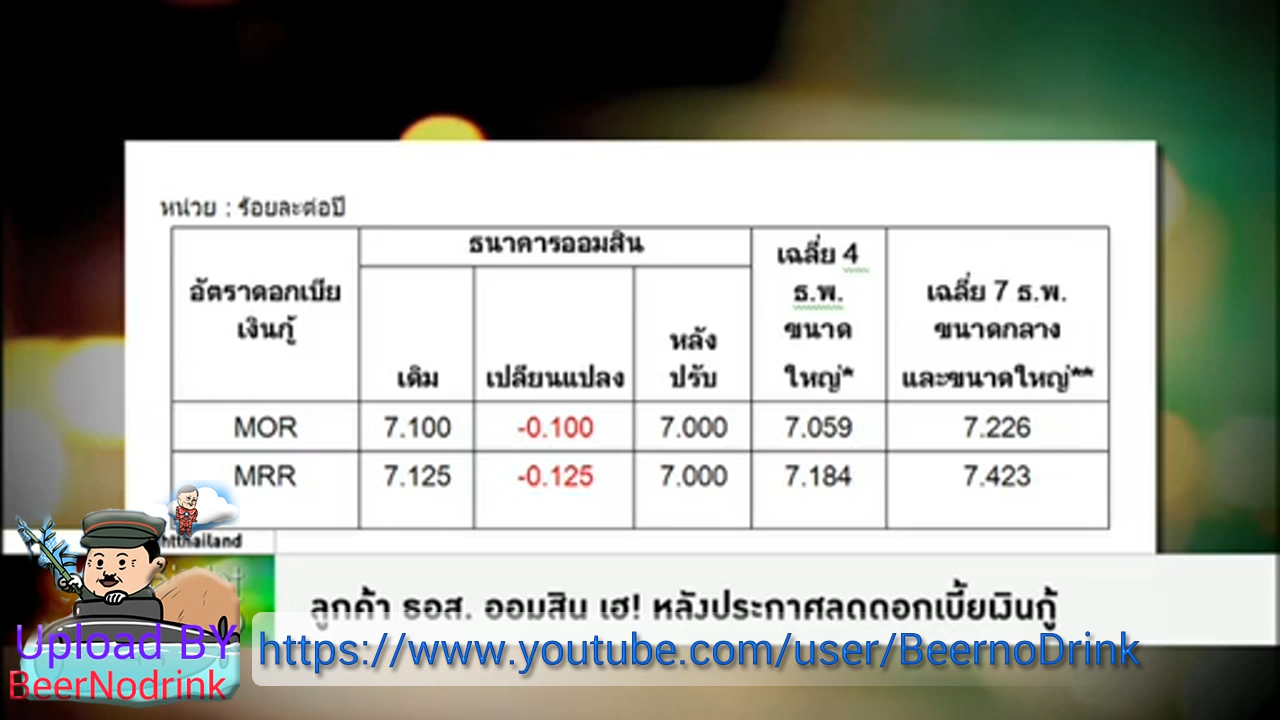 หน่วย : ร้อยละต่อปี
อัตราดอกเบี้ย
เงินกู้
ธนาคารออมสิน
เดิม
เปลี่ยนแปลง
หลัง
ปรับ
เฉลี่ย 4
ธ.พ.
ขนาด
ใหญ่*
เฉลี่ย 7 ธ.พ.
ขนาดกลาง
และขนาดใหญ่**
MOR 7.100 -0.100 7.000 7.059 7.226
MRR 7.125 -0.125 7.000 7.184 7.423
ลูกค้า ธอส. ออมสิน เฮ! หลังประกาศลดดอกเบี้ยเงินกู้
Upload BY
BeerNodrink
https://www.youtube.com/user/BeernoDrink